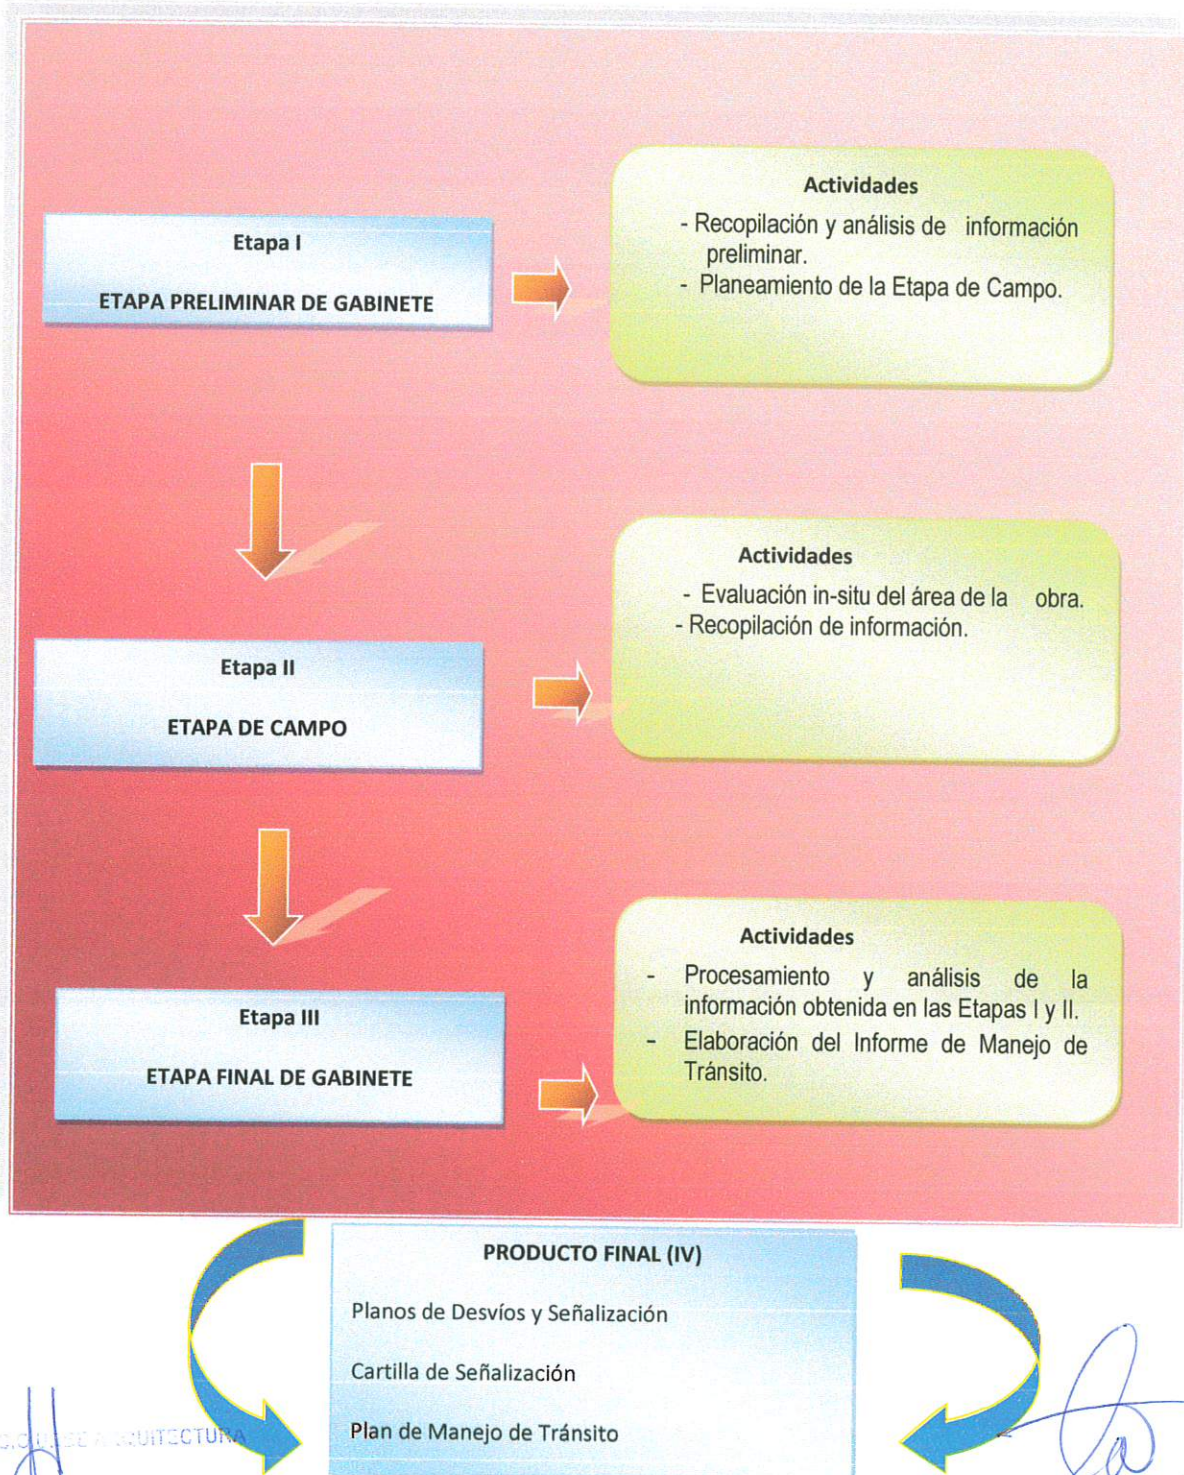 Etapa I
ETAPA PRELIMINAR DE GABINETE
Actividades
- Recopilación y análisis de información
preliminar.
- Planeamiento de la Etapa de Campo.
Etapa II
ETAPA DE CAMPO
Actividades
- Evaluación in-situ del área de la obra.
- Recopilación de información.
Etapa III
ETAPA FINAL DE GABINETE
Actividades
- Procesamiento y análisis de la
información obtenida en las Etapas I y II.
- Elaboración del Informe de Manejo de
Tránsito.
PRODUCTO FINAL (IV)
Planos de Desvíos y Señalización
Cartilla de Señalización
Plan de Manejo de Tránsito